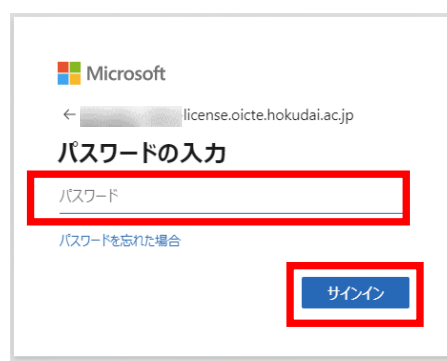 Microsoft
← license.oicte.hokudai.ac.jp
パスワードの入力
パスワード
パスワードを忘れた場合
サインイン